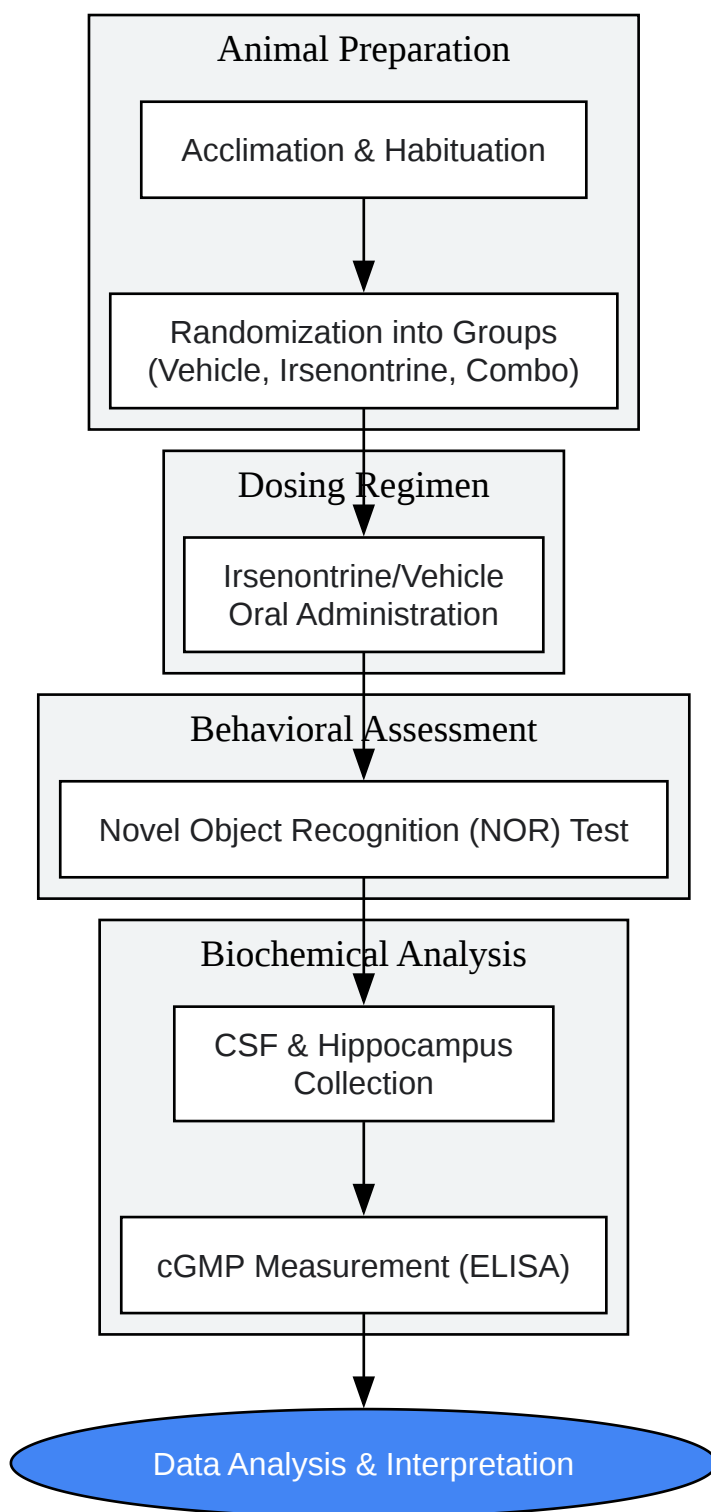 Animal Preparation
Acclimation & Habituation
Randomization into Groups
(Vehicle, Irsenontrine, Combo)
Dosing Regimen
Irsenontrine/Vehicle
Oral Administration
Behavioral Assessment
Novel Object Recognition (NOR) Test
Biochemical Analysis
CSF & Hippocampus
Collection
cGMP Measurement (ELISA)
Data Analysis & Interpretation